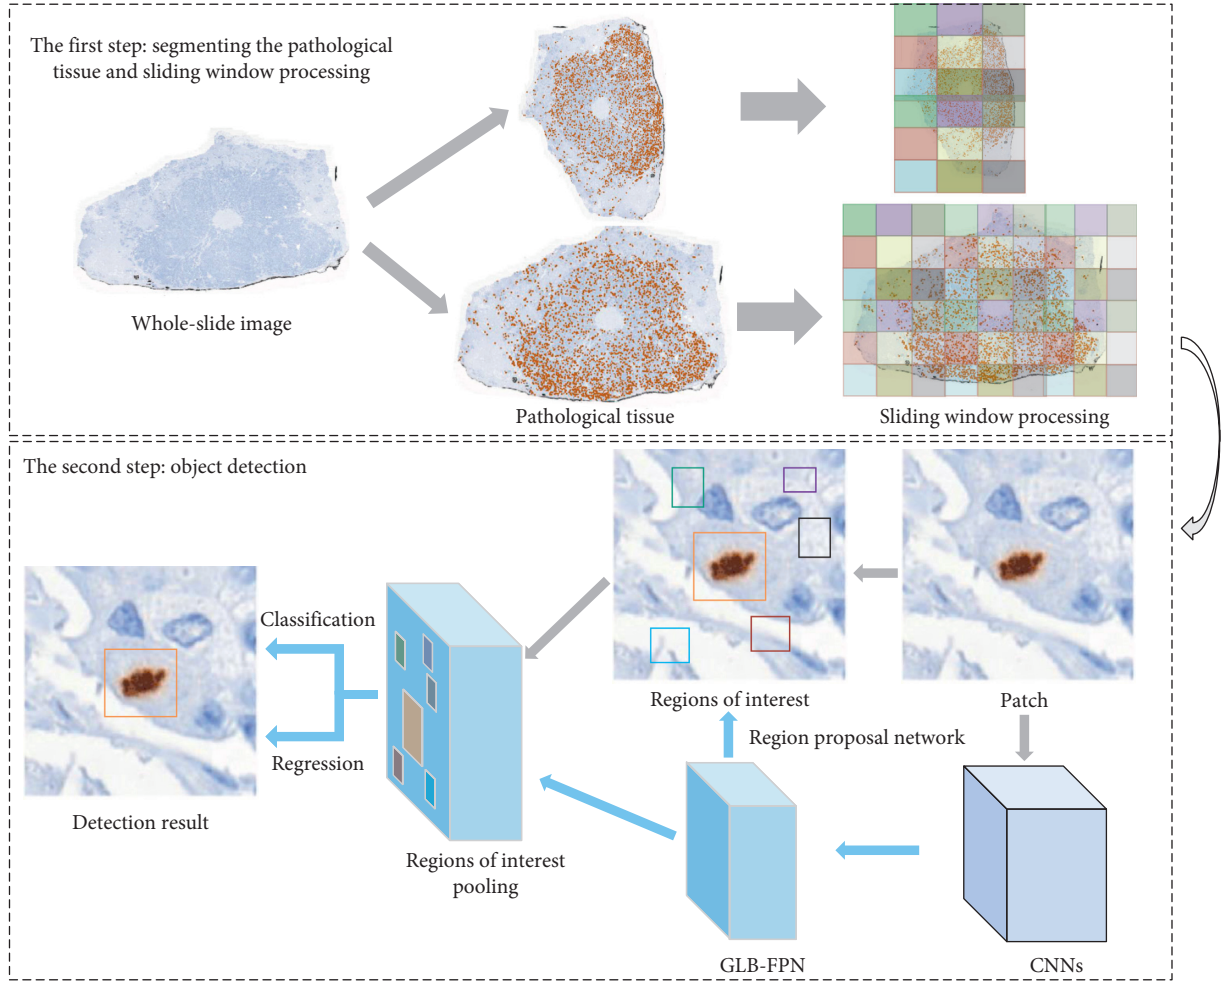 The first step: segmenting the pathological
tissue and sliding window processing
Whole-slide image
Pathological tissue
Sliding window processing
The second step: object detection
Classification
Regression
Detection result
Regions of interest
pooling
Regions of interest
Region proposal network
Patch
GLB-FPN
CNNs